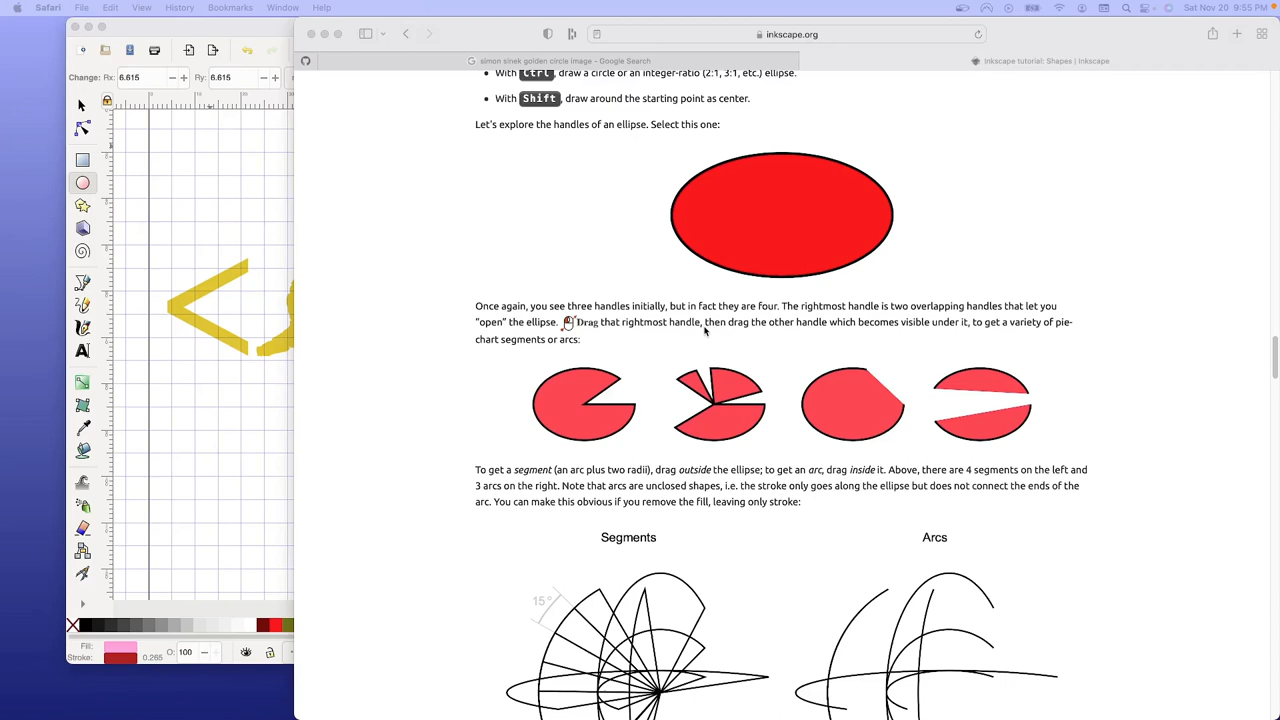 Safari File Edit View History Bookmarks Window Help Sat Nov 20 9:55 PM
inkscape.org
simon sinek golden circle image - Google Search
Inkscape tutorial: Shapes | Inkscape
Change: Rx: 6.615 Ry: 6.615
With Ctrl, draw a circle or an integer-ratio (2:1, 3:1, etc.) ellipse.
With Shift, draw around the starting point as center.
Let's explore the handles of an ellipse. Select this one:
Once again, you see three handles initially, but in fact they are four. The rightmost handle is two overlapping handles that let you
"open" the ellipse. Drag that rightmost handle, then drag the other handle which becomes visible under it, to get a variety of pie-
chart segments or arcs:
To get a segment (an arc plus two radii), drag outside the ellipse; to get an arc, drag inside it. Above, there are 4 segments on the left and
3 arcs on the right. Note that arcs are unclosed shapes, i.e. the stroke only goes along the ellipse but does not connect the ends of the
arc. You can make this obvious if you remove the fill, leaving only stroke:
Segments
Arcs
15°
Fill:
Stroke: 0.265
O: 100